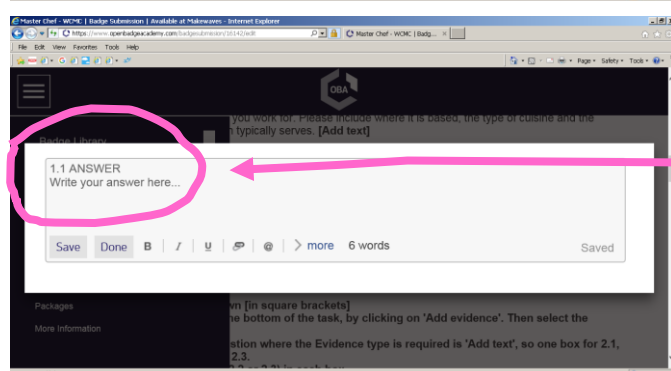 Master Chef - WCMC | Badge Submission | Available at Makewaves - Internet Explorer
https://www.openbadgeacademy.com/badgesubmission/16142/edit
Master Chef - WCMC | Badg...
File Edit View Favorites Tools Help
Page Safety Tools
OBA
you work for. Please include where it is based, the type of cuisine and the
typically serves. [Add text]
Badge Library
1.1 ANSWER
Write your answer here...
Save Done B I U @ > more 6 words Saved
Packages
wn [in square brackets]
he bottom of the task, by clicking on 'Add evidence'. Then select the
More Information
stion where the Evidence type is required is 'Add text', so one box for 2.1,
2.3.